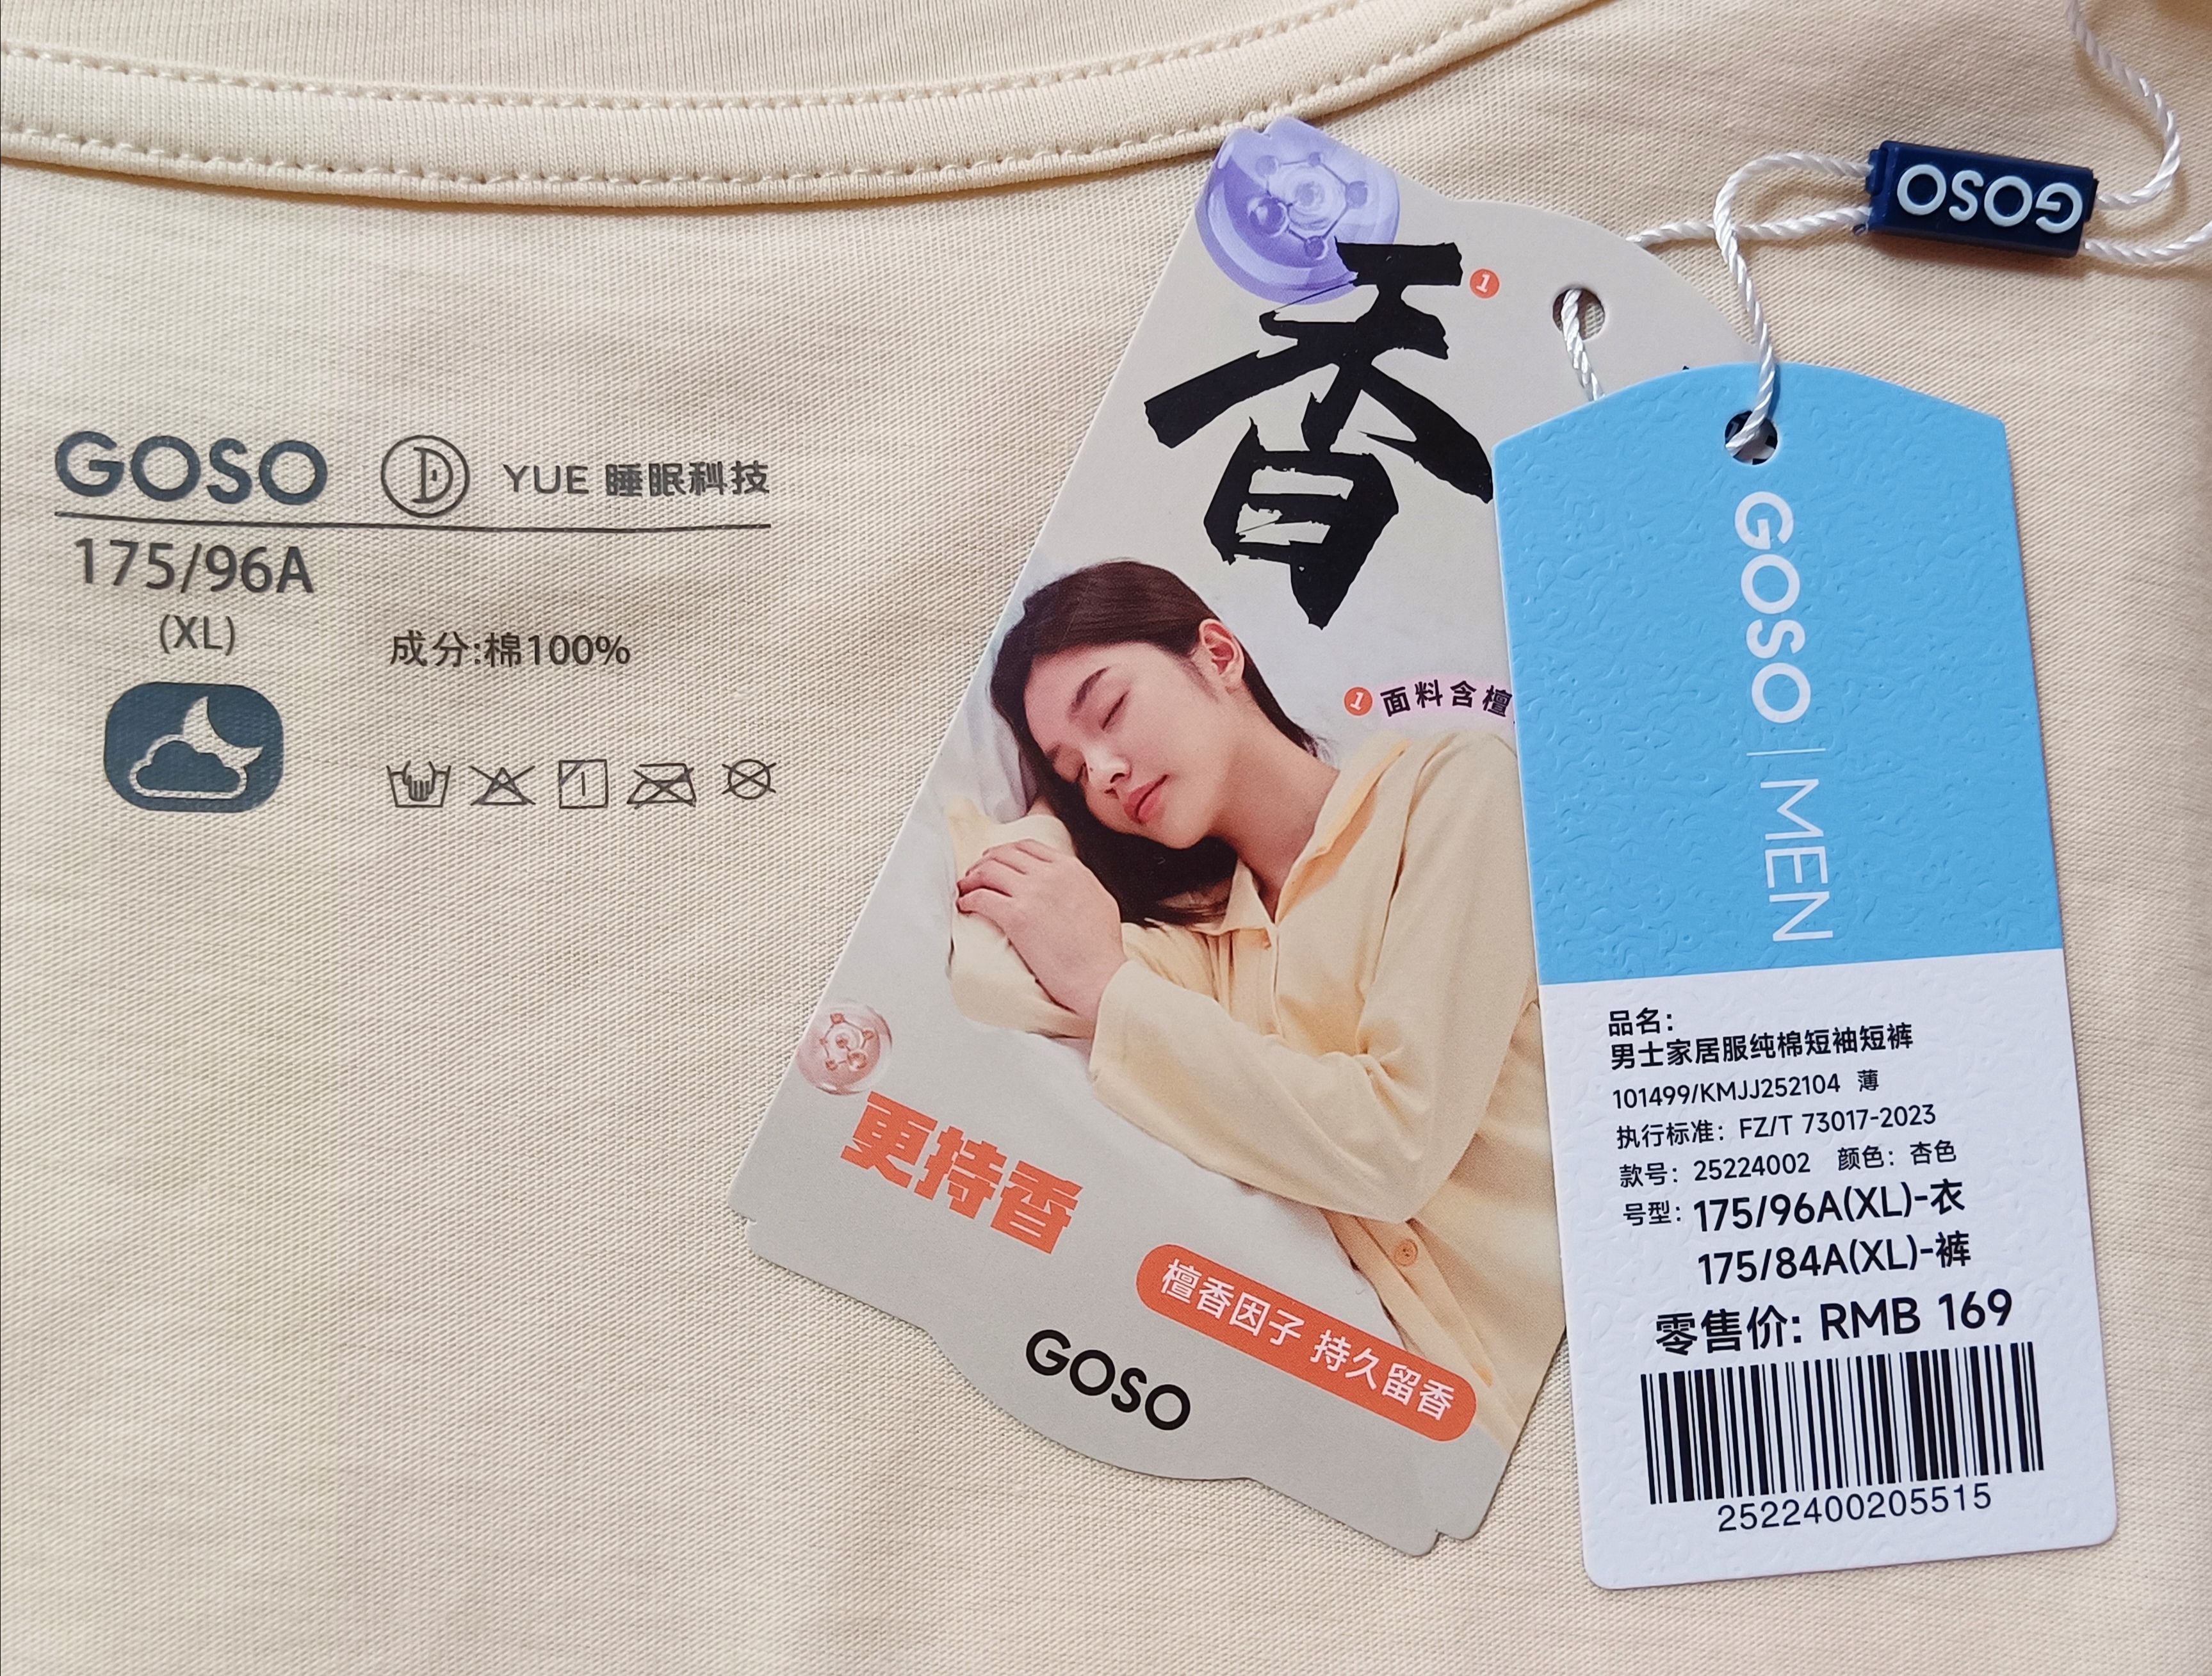 GOSO YUE 睡眠科技
175/96A
(XL)
成分:棉100%
香 1
1 面料含檀
更持香
檀香因子 持久留香
GOSO
GOSO
GOSO | MEN
品名：
男士家居服纯棉短袖短裤
101499/KMJJ252104 薄
执行标准：FZ/T 73017-2023
款号：25224002 颜色：杏色
号型：175/96A(XL)-衣
175/84A(XL)-裤
零售价: RMB 169
2522400205515